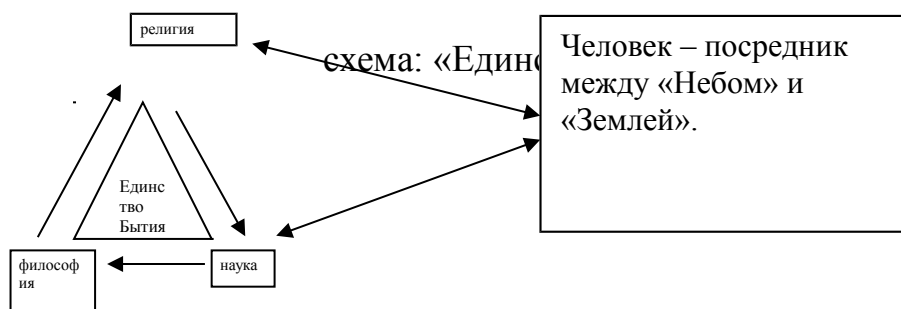 религия
схема: «Един
Человек – посредник
между «Небом» и
«Землей».
Единс
тво
Бытия
философ
ия
наука